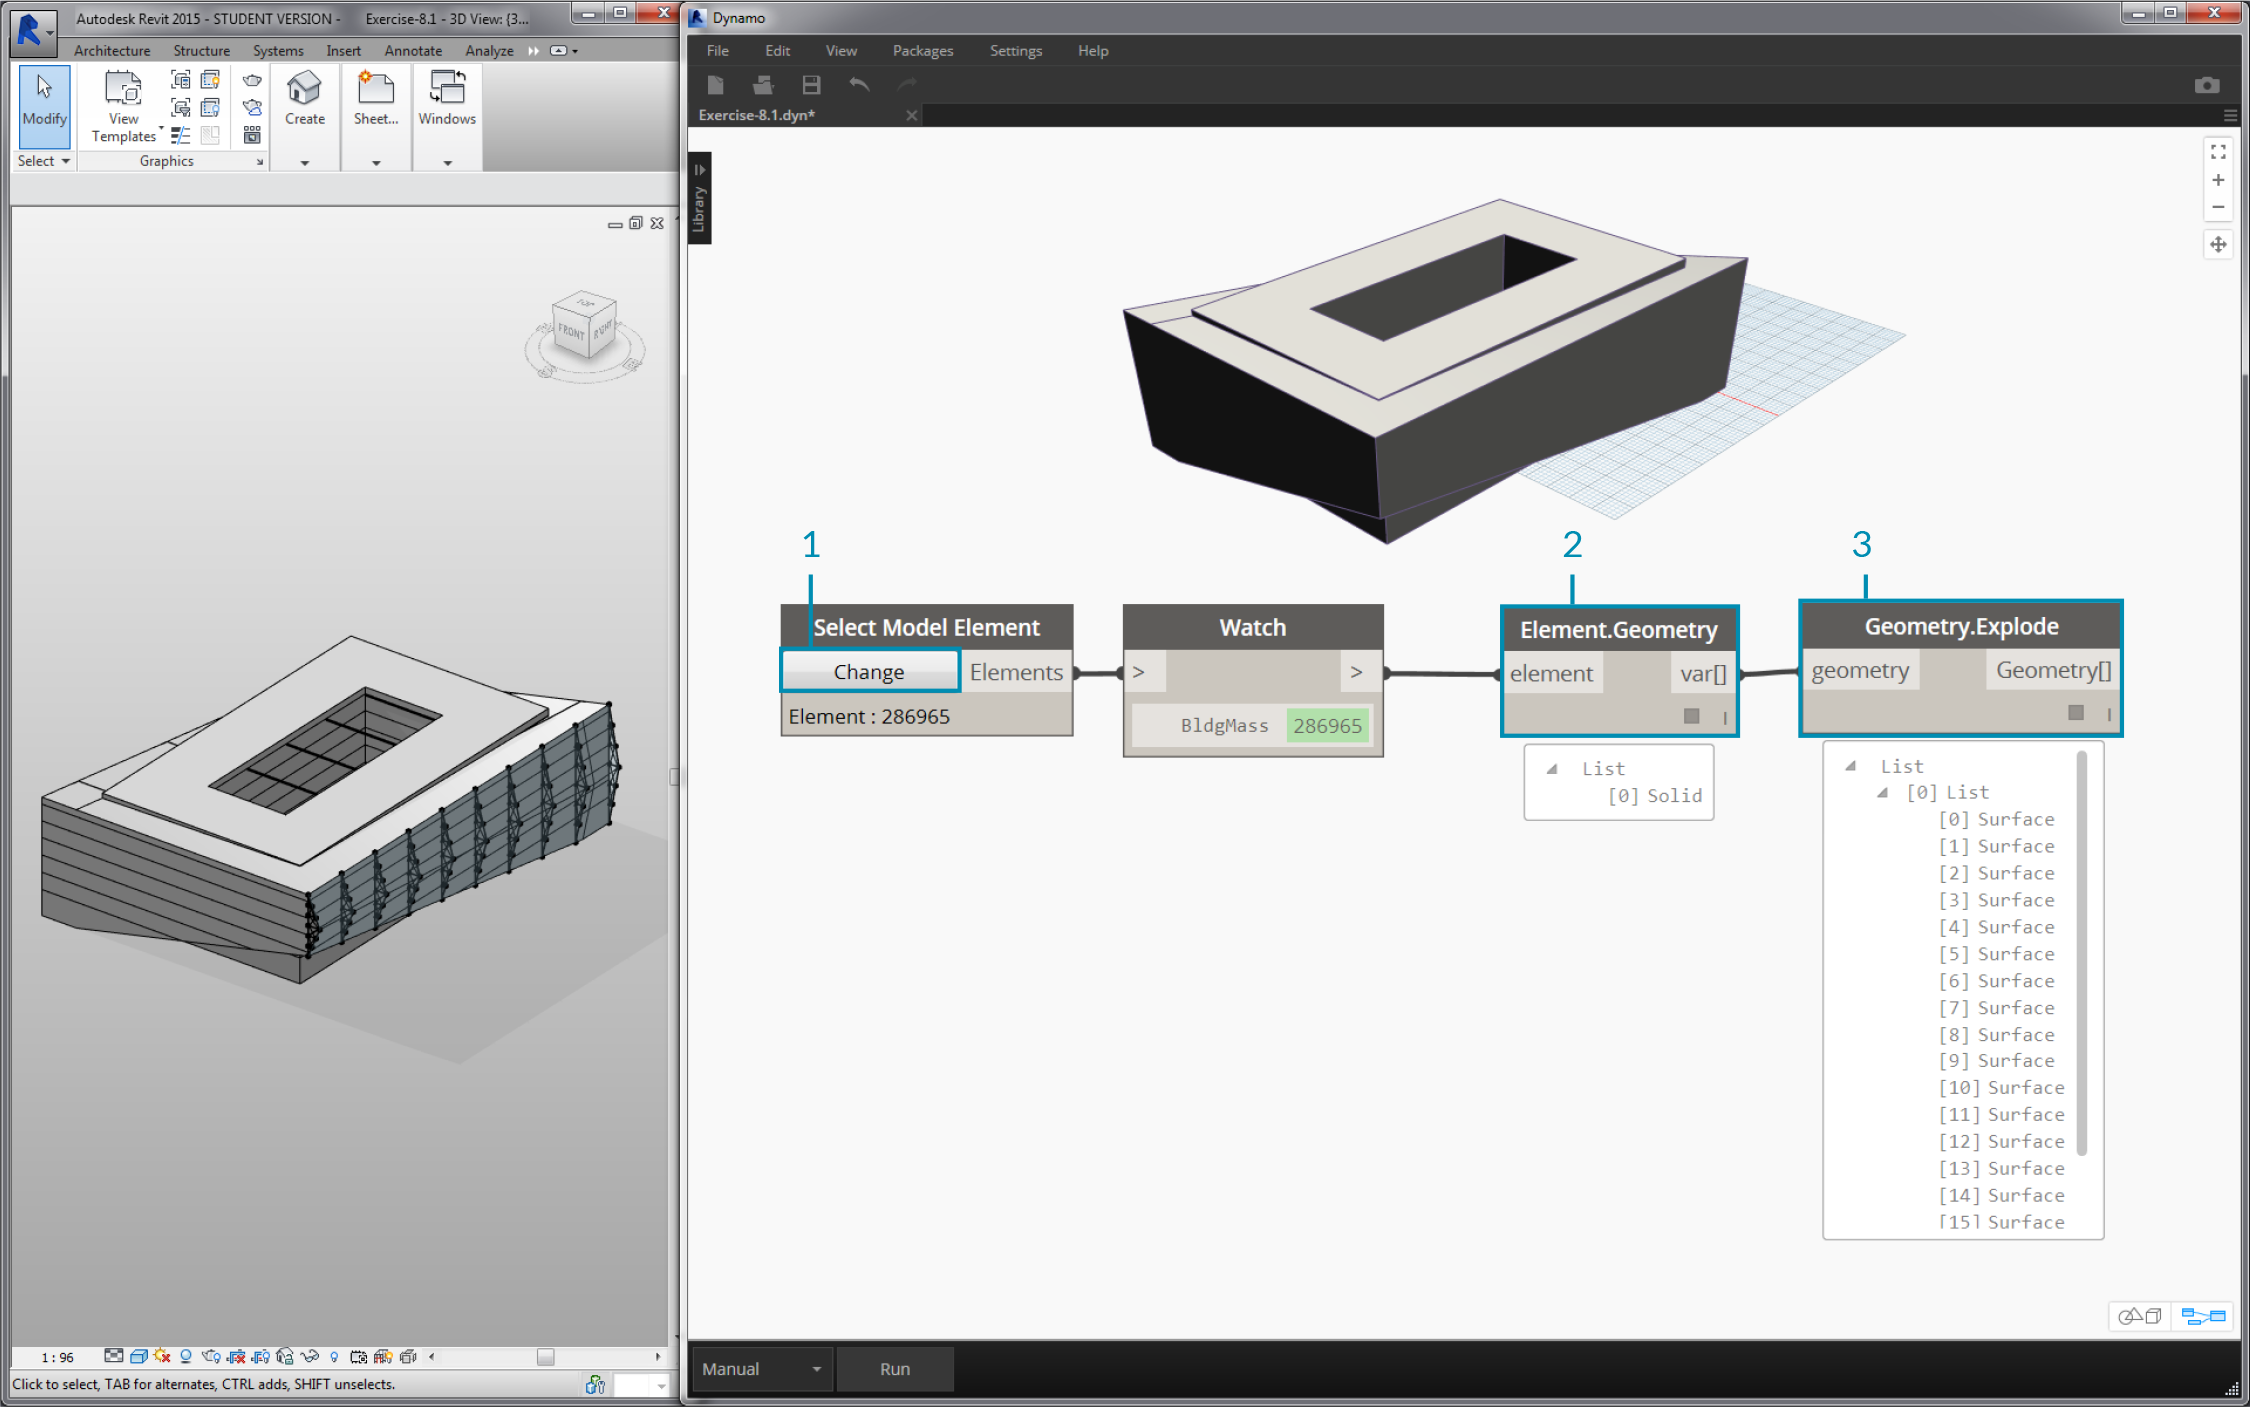 Autodesk Revit 2015 - STUDENT VERSION - Exercise-8.1 - 3D View: {3...
Architecture Structure Systems Insert Annotate Analyze
Modify
View
Templates
Create
Sheet...
Windows
Select
Graphics
TOP
FRONT
RIGHT
1 : 96
Click to select, TAB for alternates, CTRL adds, SHIFT unselects.
Dynamo
File Edit View Packages Settings Help
Exercise-8.1.dyn*
Library
1
2
3
Select Model Element
Change
Elements
Element : 286965
Watch
> >
BldgMass 286965
Element.Geometry
element var[]
List
[0] Solid
Geometry.Explode
geometry Geometry[]
List
[0] List
[0] Surface
[1] Surface
[2] Surface
[3] Surface
[4] Surface
[5] Surface
[6] Surface
[7] Surface
[8] Surface
[9] Surface
[10] Surface
[11] Surface
[12] Surface
[13] Surface
[14] Surface
[15] Surface
Manual
Run